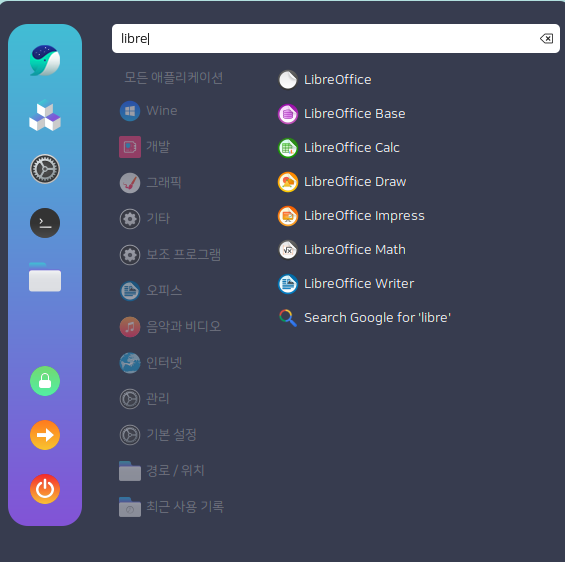 libre
모든 애플리케이션
Wine
개발
그래픽
기타
보조 프로그램
오피스
음악과 비디오
인터넷
관리
기본 설정
경로 / 위치
최근 사용 기록
LibreOffice
LibreOffice Base
LibreOffice Calc
LibreOffice Draw
LibreOffice Impress
LibreOffice Math
LibreOffice Writer
Search Google for 'libre'